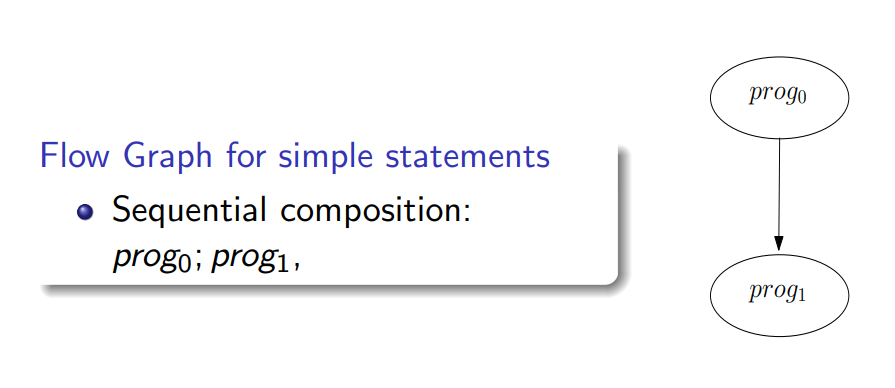 Flow Graph for simple statements
Sequential composition:
prog₀; prog₁,
prog₀
prog₁